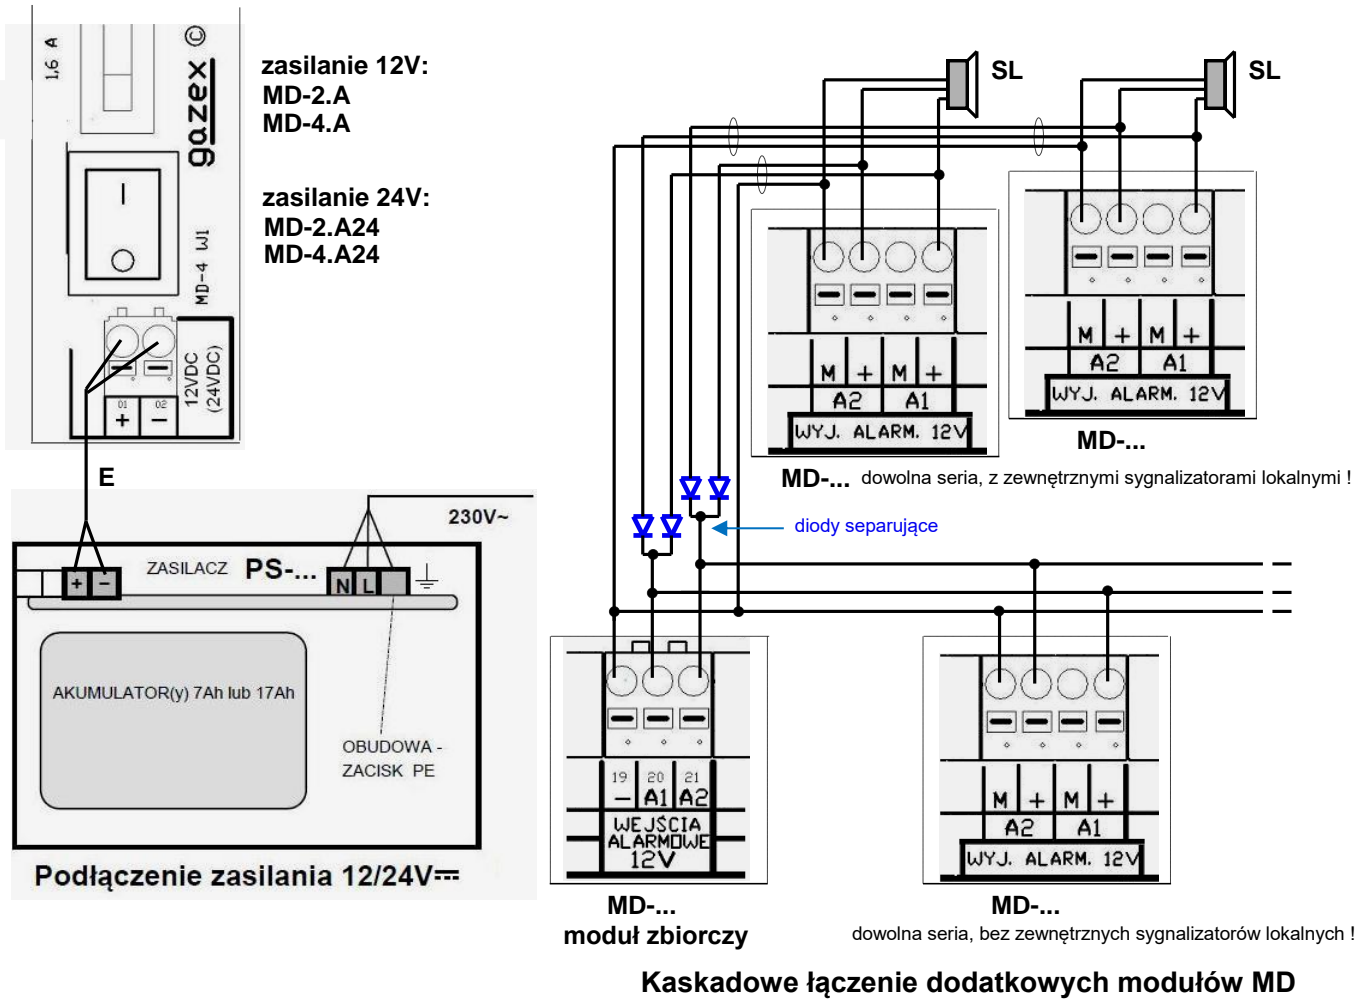 1,6 A
gazex ©
MD-4 W1
12VDC
(24VDC)
01 02
+ −
zasilanie 12V:
MD-2.A
MD-4.A
zasilanie 24V:
MD-2.A24
MD-4.A24
E
230V~
ZASILACZ PS-...
+ −
N L
AKUMULATOR(y) 7Ah lub 17Ah
OBUDOWA -
ZACISK PE
Podłączenie zasilania 12/24V
SL
SL
M + M +
A2 A1
WYJ. ALARM. 12V
MD-...
M + M +
A2 A1
WYJ. ALARM. 12V
MD-... dowolna seria, z zewnętrznymi sygnalizatorami lokalnymi !
diody separujące
19 20 21
− A1 A2
WEJŚCIA
ALARMOWE
12V
MD-...
moduł zbiorczy
M + M +
A2 A1
WYJ. ALARM. 12V
MD-...
dowolna seria, bez zewnętrznych sygnalizatorów lokalnych !
Kaskadowe łączenie dodatkowych modułów MD